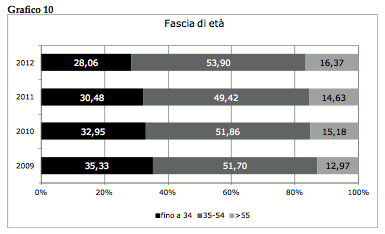 Grafico 10
Fascia di età
2012 28,06 53,90 16,37
2011 30,48 49,42 14,63
2010 32,95 51,86 15,18
2009 35,33 51,70 12,97
0% 20% 40% 60% 80% 100%
fino a 34 35-54 >55